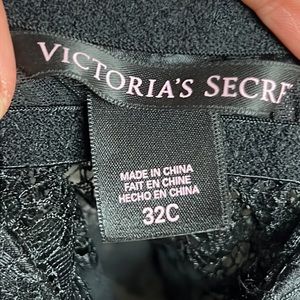 VICTORIA'S SECRE
MADE IN CHINA
FAIT EN CHINE
HECHO EN CHINA
32C